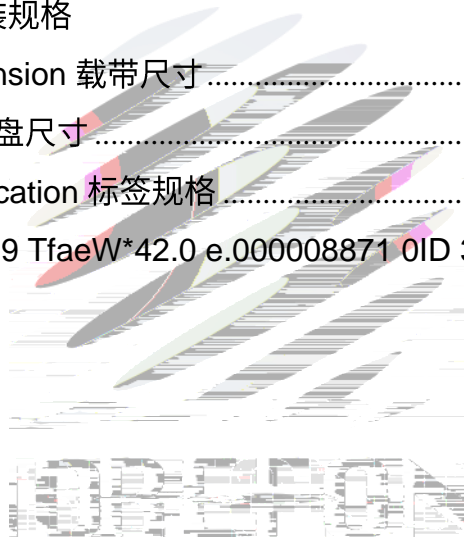 装规格
nsion 载带尺寸........................
盘尺寸........................................
cation 标签规格........................
9 TfaeW*42.0 e.000008871 0ID 3